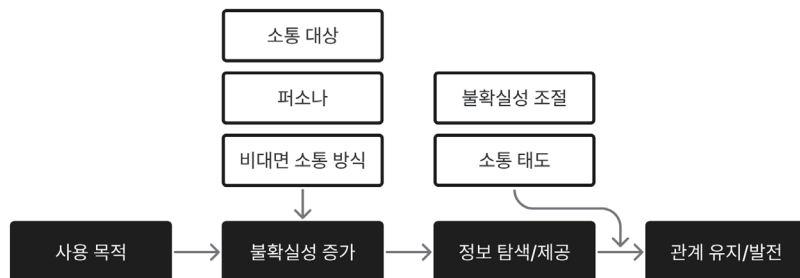 소통 대상
퍼소나
불확실성 조절
비대면 소통 방식
소통 태도
사용 목적
불확실성 증가
정보 탐색/제공
관계 유지/발전